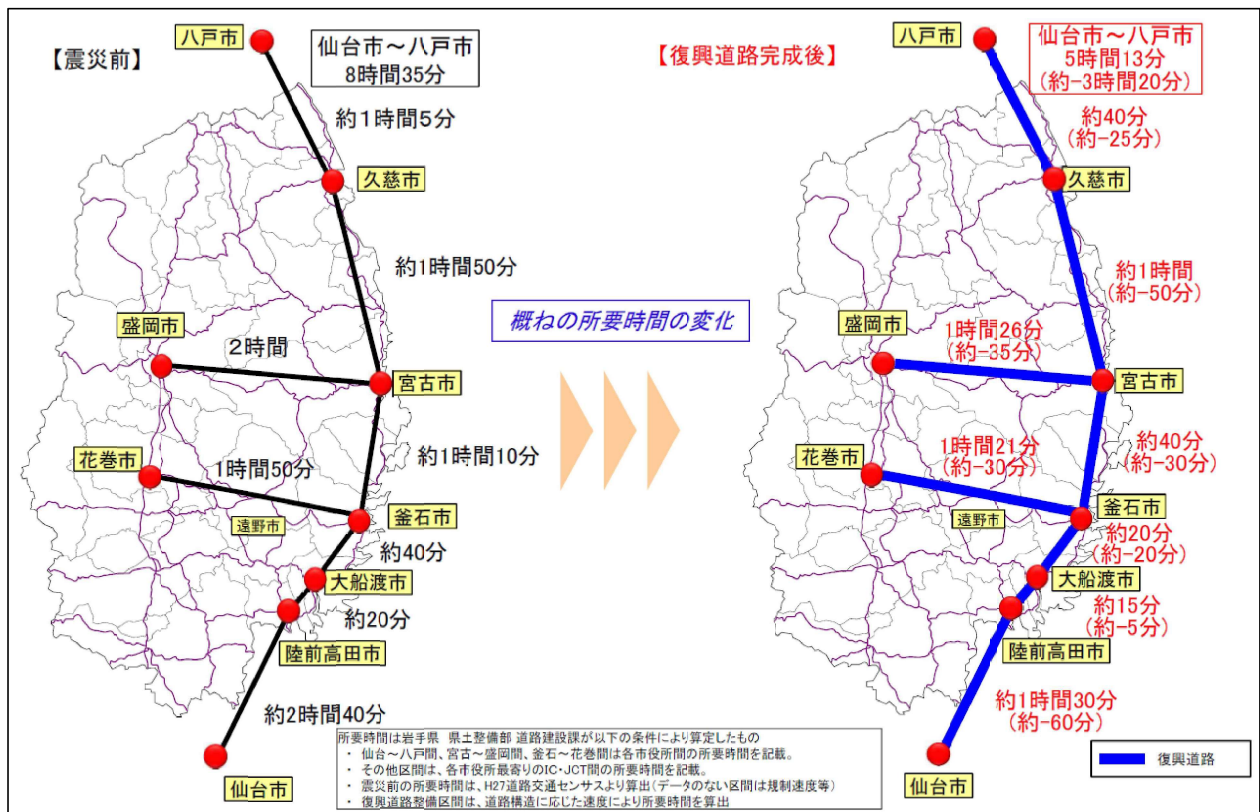 【震災前】
八戸市
仙台市～八戸市
8時間35分
約1時間5分
久慈市
約1時間50分
盛岡市
2時間
宮古市
花巻市
1時間50分
約1時間10分
遠野市
釜石市
約40分
大船渡市
約20分
陸前高田市
約2時間40分
仙台市
概ねの所要時間の変化
【復興道路完成後】
八戸市
仙台市～八戸市
5時間13分
(約-3時間20分)
約40分
(約-25分)
久慈市
約1時間
(約-50分)
盛岡市
1時間26分
(約-35分)
宮古市
花巻市
1時間21分
(約-30分)
約40分
(約-30分)
遠野市
釜石市
約20分
(約-20分)
大船渡市
約15分
(約-5分)
陸前高田市
約1時間30分
(約-60分)
仙台市
復興道路
所要時間は岩手県 県土整備部 道路建設課が以下の条件により算定したもの
・ 仙台～八戸間、宮古～盛岡間、釜石～花巻間は各市役所間の所要時間を記載。
・ その他区間は、各市役所最寄りのIC・JCT間の所要時間を記載。
・ 震災前の所要時間は、H27道路交通センサスより算出(データのない区間は規制速度等)
・ 復興道路整備区間は、道路構造に応じた速度により所要時間を算出